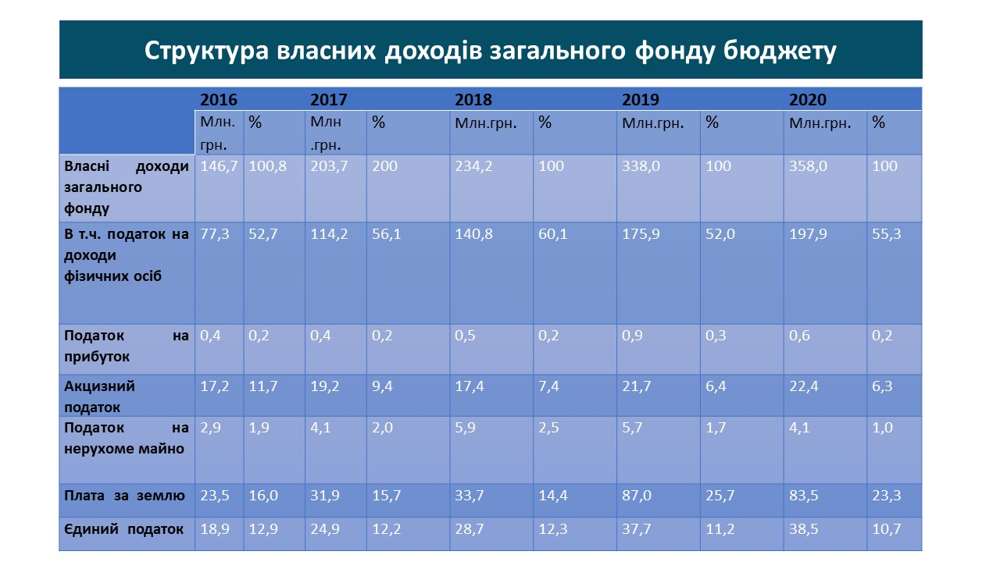 Структура власних доходів загального фонду бюджету
2016 2017 2018 2019 2020
Млн. грн. % Млн .грн. % Млн.грн. % Млн.грн. % Млн.грн. %
Власні доходи загального фонду 146,7 100,8 203,7 200 234,2 100 338,0 100 358,0 100
В т.ч. податок на доходи фізичних осіб 77,3 52,7 114,2 56,1 140,8 60,1 175,9 52,0 197,9 55,3
Податок на прибуток 0,4 0,2 0,4 0,2 0,5 0,2 0,9 0,3 0,6 0,2
Акцизний податок 17,2 11,7 19,2 9,4 17,4 7,4 21,7 6,4 22,4 6,3
Податок на нерухоме майно 2,9 1,9 4,1 2,0 5,9 2,5 5,7 1,7 4,1 1,0
Плата за землю 23,5 16,0 31,9 15,7 33,7 14,4 87,0 25,7 83,5 23,3
Єдиний податок 18,9 12,9 24,9 12,2 28,7 12,3 37,7 11,2 38,5 10,7